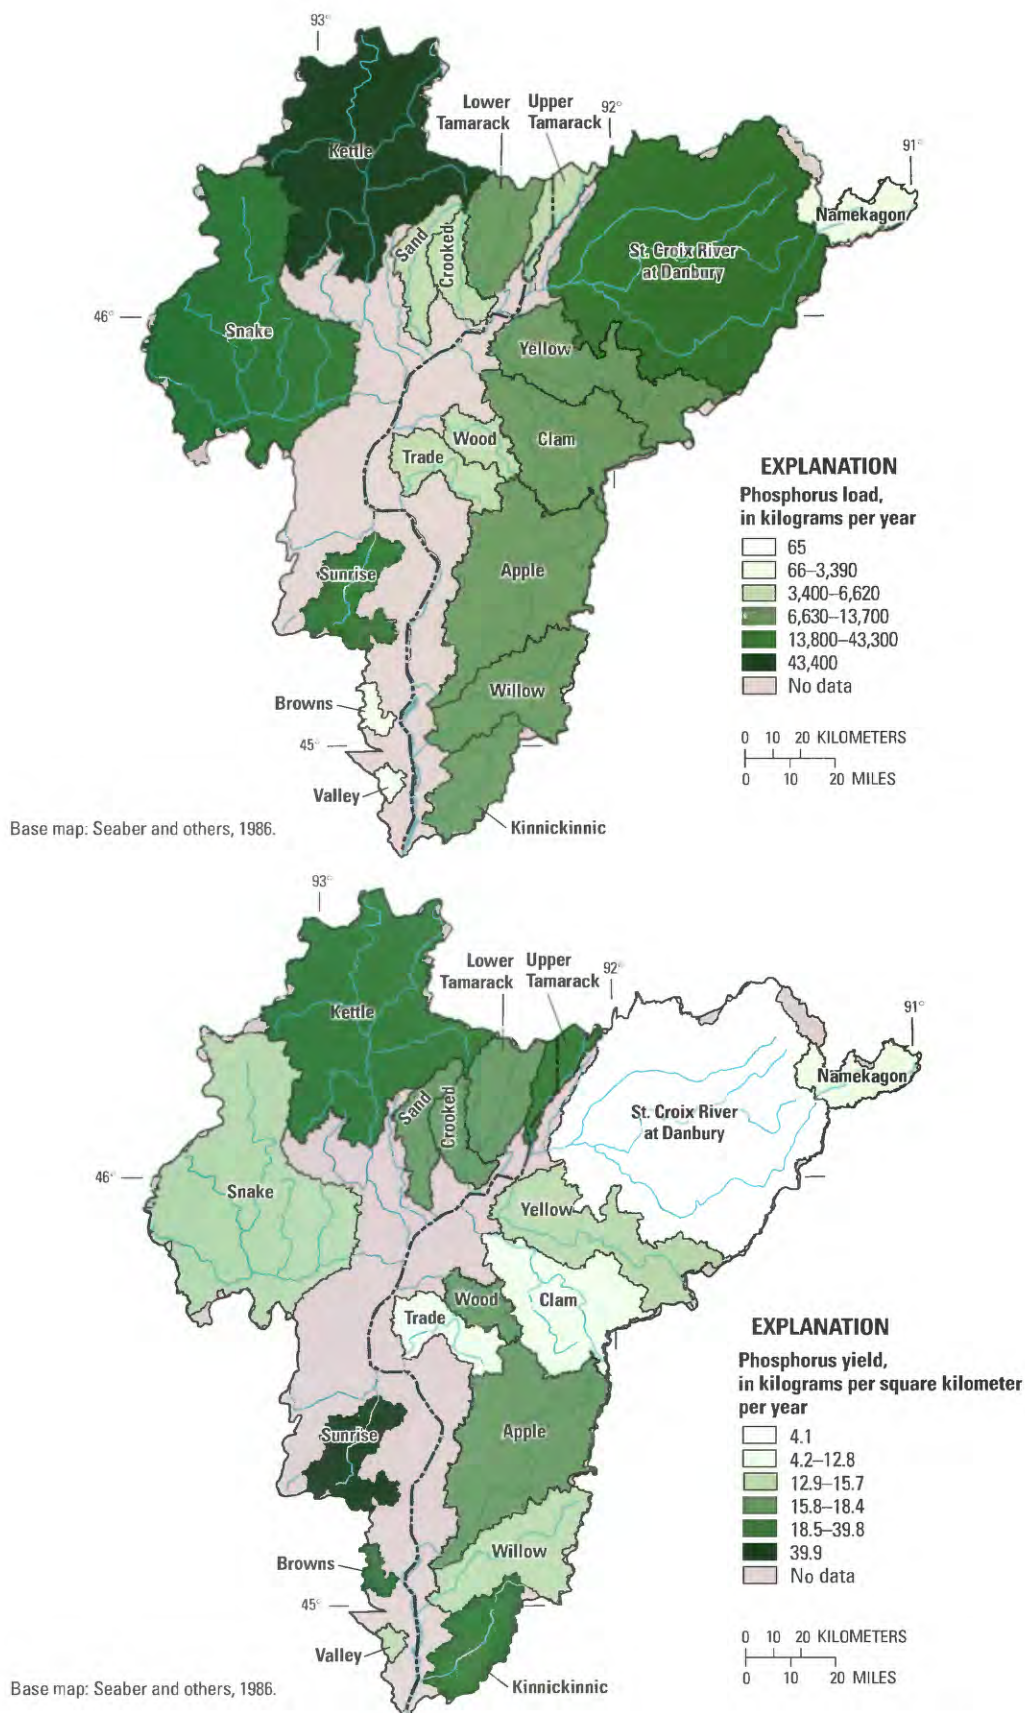 93°
Lower Upper
Tamarack Tamarack
92°
91°
Kettle
Namekagon
Sand
Crooked
St. Croix River
at Danbury
46°
Snake
Yellow
Wood
Clam
Trade
EXPLANATION
Phosphorus load,
in kilograms per year
65
66–3,390
3,400–6,620
6,630–13,700
13,800–43,300
43,400
No data
Apple
Sunrise
Willow
Browns
0 10 20 KILOMETERS
0 10 20 MILES
45°
Valley
Kinnickinnic
Base map: Seaber and others, 1986.
93°
Lower Upper
Tamarack Tamarack
92°
91°
Kettle
Namekagon
Sand
Crooked
St. Croix River
at Danbury
46°
Snake
Yellow
Wood
Clam
Trade
EXPLANATION
Phosphorus yield,
in kilograms per square kilometer
per year
4.1
4.2–12.8
12.9–15.7
15.8–18.4
18.5–39.8
39.9
No data
Apple
Sunrise
Willow
Browns
45°
0 10 20 KILOMETERS
0 10 20 MILES
Valley
Kinnickinnic
Base map: Seaber and others, 1986.